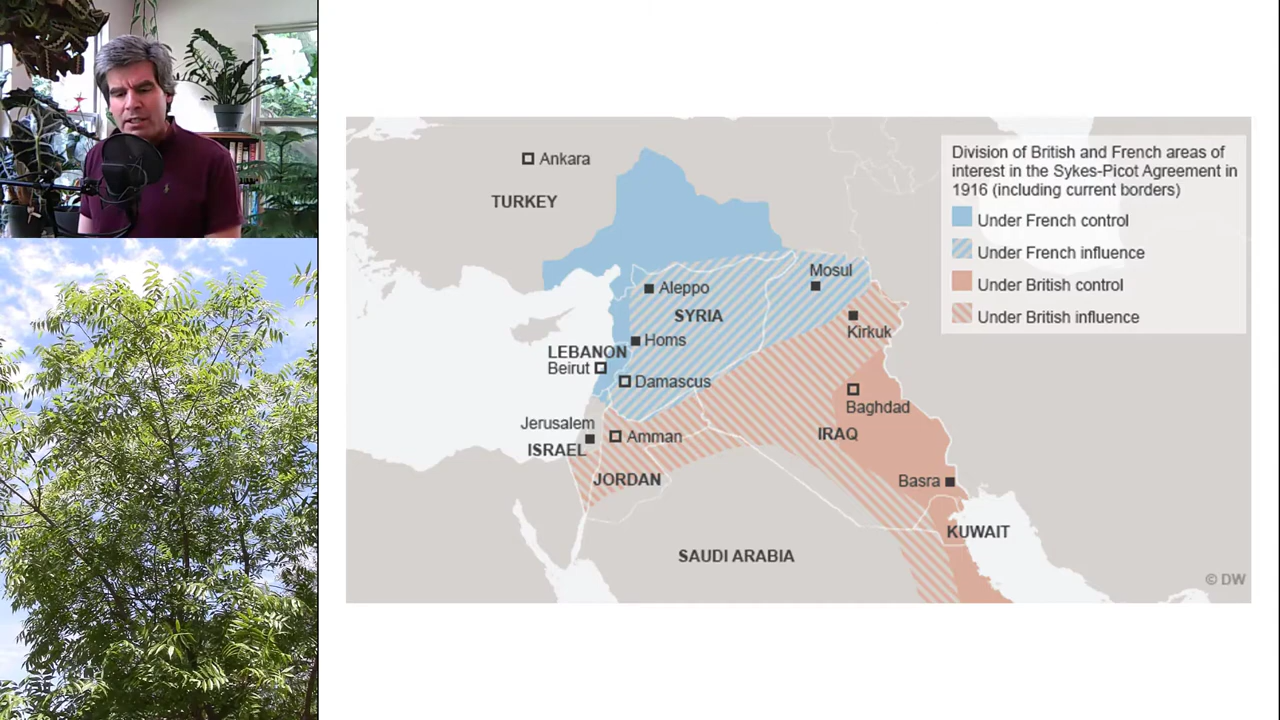 Division of British and French areas of
interest in the Sykes-Picot Agreement in
1916 (including current borders)
Under French control
Under French influence
Under British control
Under British influence
Ankara
TURKEY
Mosul
Aleppo
SYRIA
Kirkuk
Homs
LEBANON
Beirut
Damascus
Baghdad
Jerusalem
Amman
IRAQ
ISRAEL
JORDAN
Basra
KUWAIT
SAUDI ARABIA
© DW